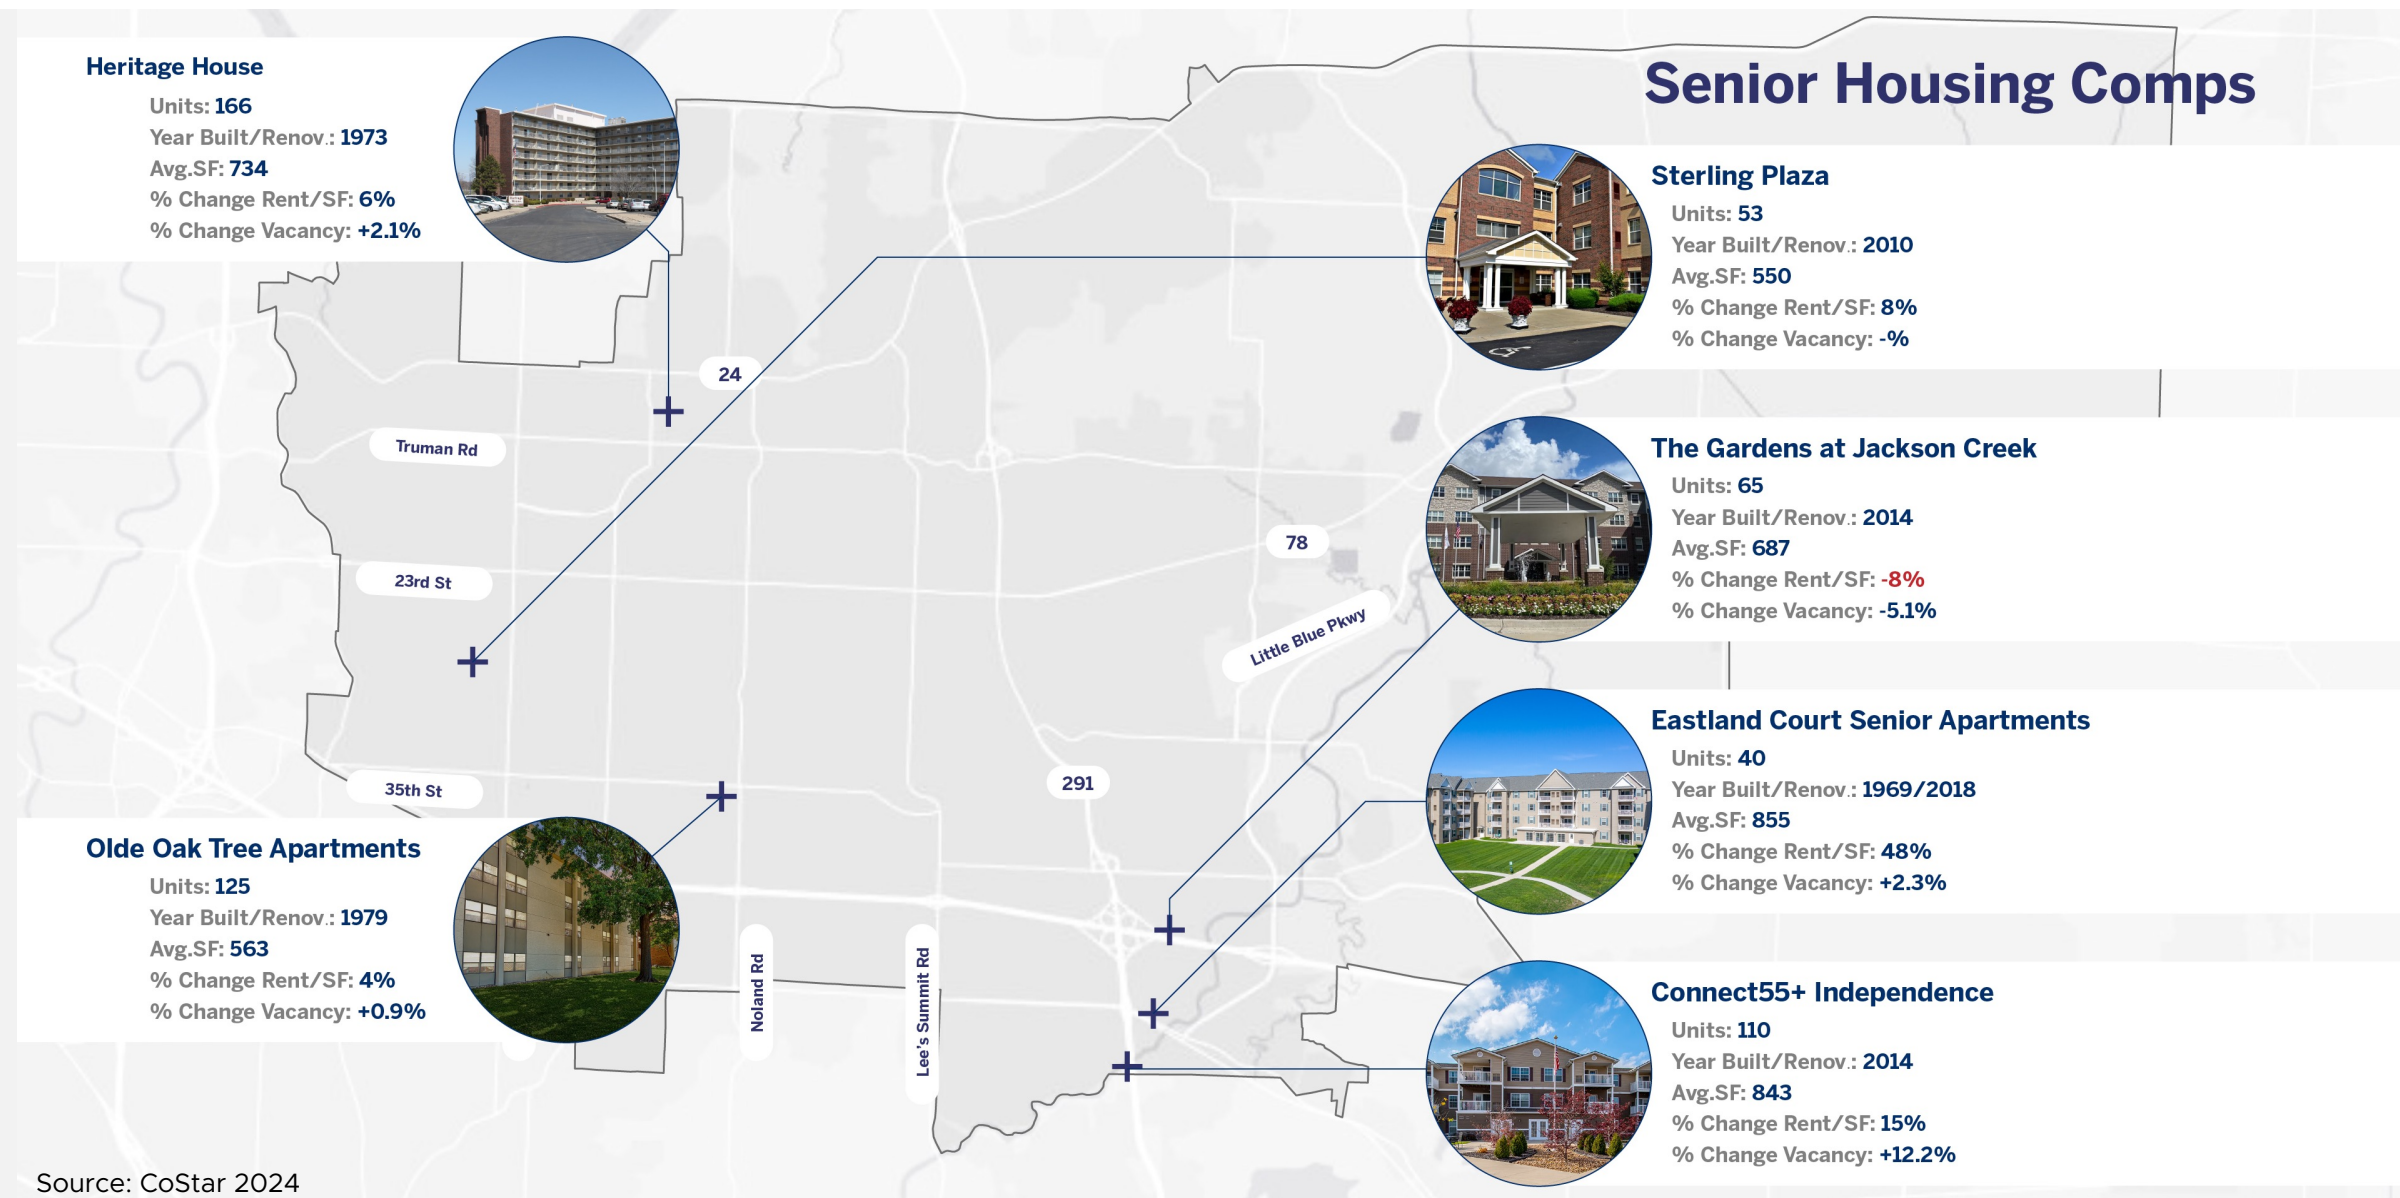 Senior Housing Comps
Heritage House
Units: 166
Year Built/Renov.: 1973
Avg.SF: 734
% Change Rent/SF: 6%
% Change Vacancy: +2.1%
Sterling Plaza
Units: 53
Year Built/Renov.: 2010
Avg.SF: 550
% Change Rent/SF: 8%
% Change Vacancy: -%
24
Truman Rd
The Gardens at Jackson Creek
Units: 65
Year Built/Renov.: 2014
Avg.SF: 687
% Change Rent/SF: -8%
% Change Vacancy: -5.1%
78
23rd St
Little Blue Pkwy
Eastland Court Senior Apartments
Units: 40
Year Built/Renov.: 1969/2018
Avg.SF: 855
% Change Rent/SF: 48%
% Change Vacancy: +2.3%
291
35th St
Olde Oak Tree Apartments
Units: 125
Year Built/Renov.: 1979
Avg.SF: 563
% Change Rent/SF: 4%
% Change Vacancy: +0.9%
Noland Rd
Lee's Summit Rd
Connect55+ Independence
Units: 110
Year Built/Renov.: 2014
Avg.SF: 843
% Change Rent/SF: 15%
% Change Vacancy: +12.2%
Source: CoStar 2024